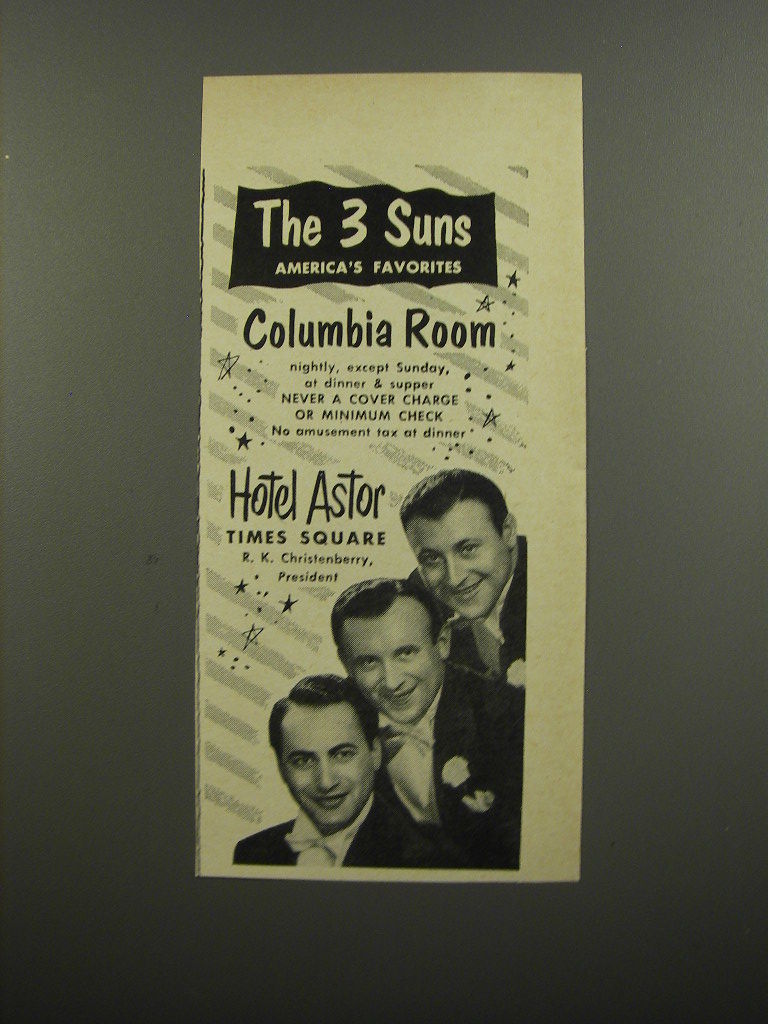 The 3 Suns
AMERICA'S FAVORITES
Columbia Room
nightly, except Sunday,
at dinner & supper
NEVER A COVER CHARGE
OR MINIMUM CHECK
No amusement tax at dinner
Hotel Astor
TIMES SQUARE
R. K. Christenberry,
President